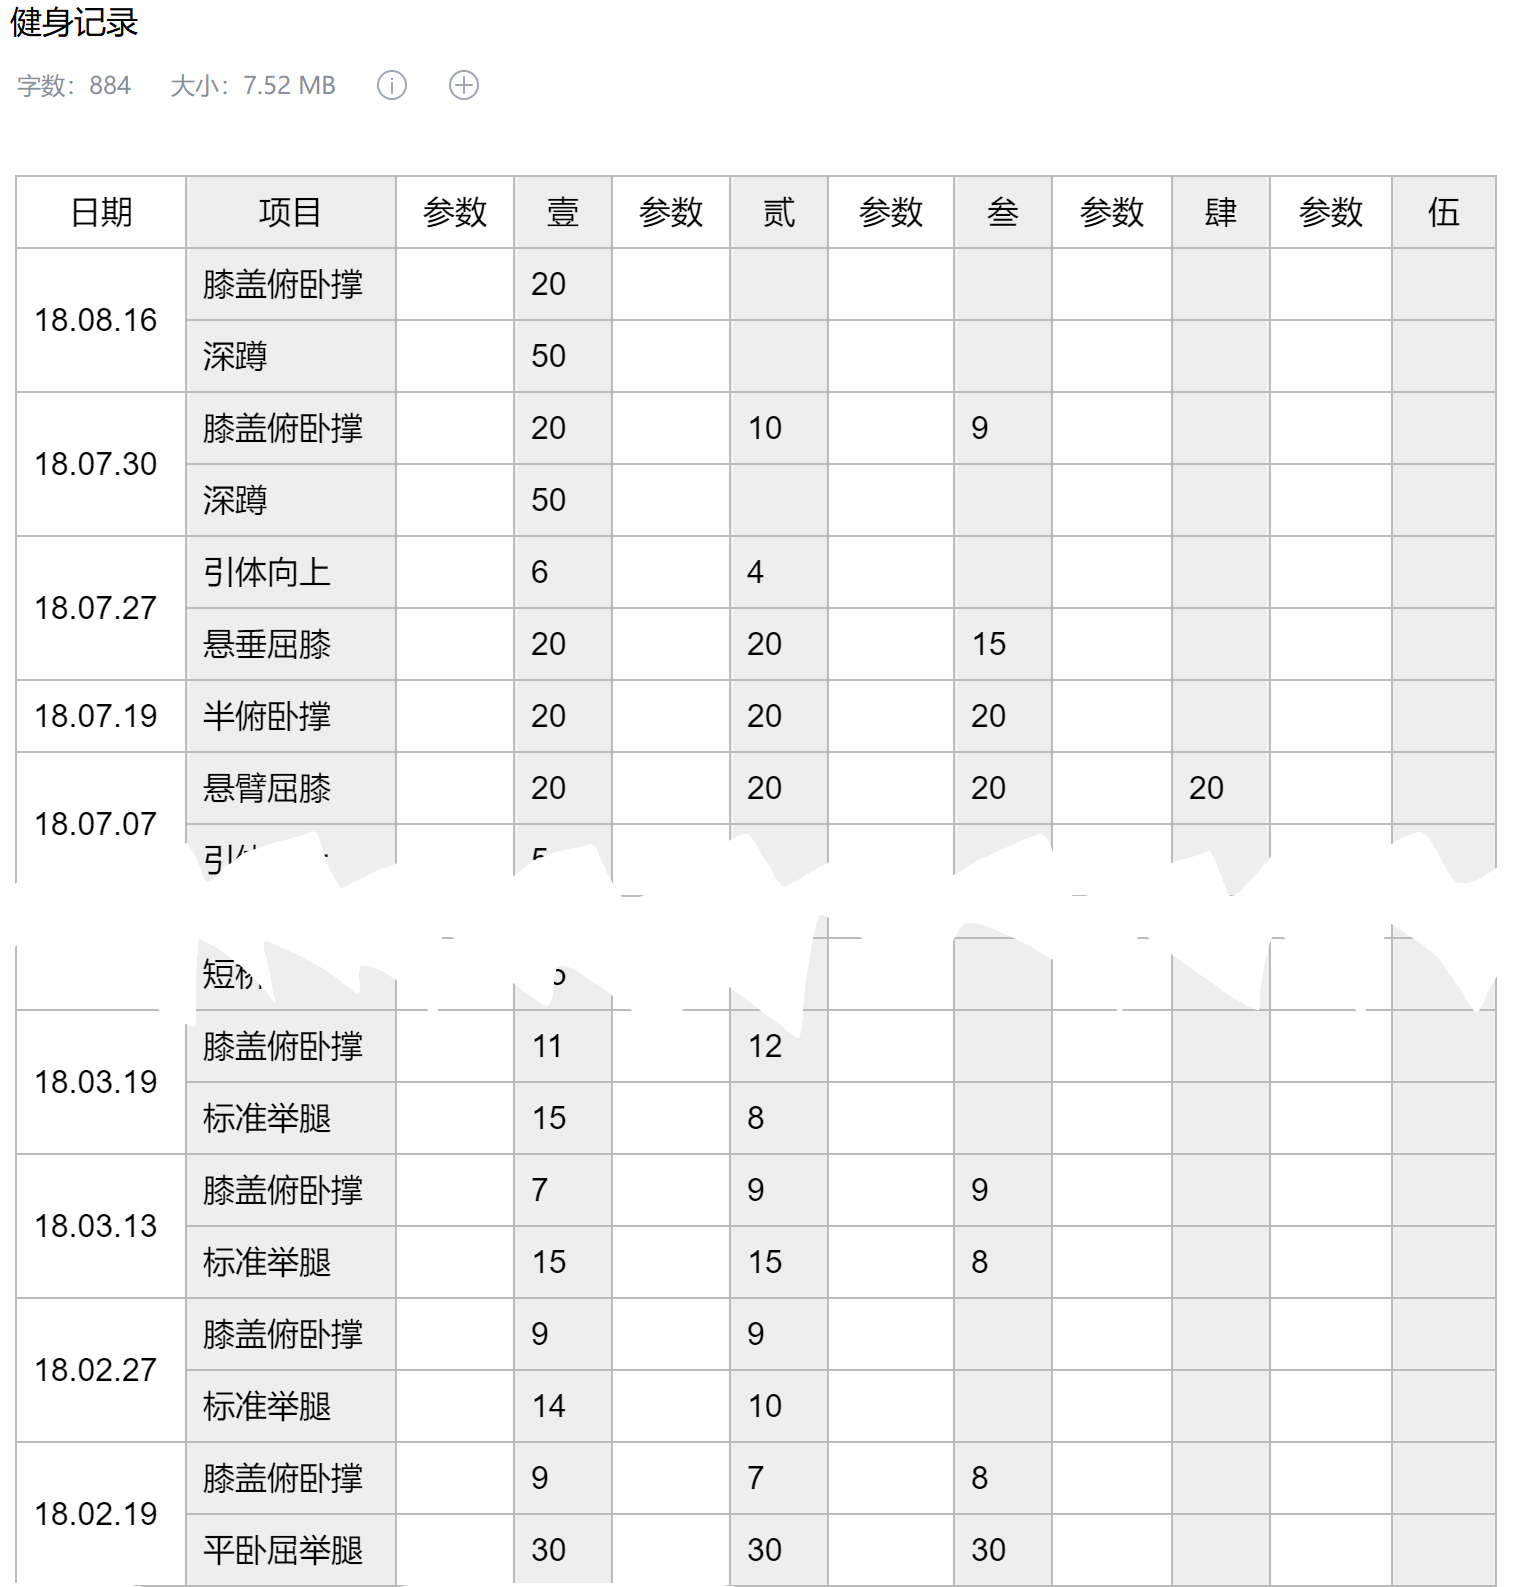 健身记录
字数：884 大小：7.52 MB
日期 项目 参数 壹 参数 贰 参数 叁 参数 肆 参数 伍
18.08.16 膝盖俯卧撑 20
深蹲 50
18.07.30 膝盖俯卧撑 20 10 9
深蹲 50
18.07.27 引体向上 6 4
悬垂屈膝 20 20 15
18.07.19 半俯卧撑 20 20 20
18.07.07 悬臂屈膝 20 20 20 20
引
短
18.03.19 膝盖俯卧撑 11 12
标准举腿 15 8
18.03.13 膝盖俯卧撑 7 9 9
标准举腿 15 15 8
18.02.27 膝盖俯卧撑 9 9
标准举腿 14 10
18.02.19 膝盖俯卧撑 9 7 8
平卧屈举腿 30 30 30